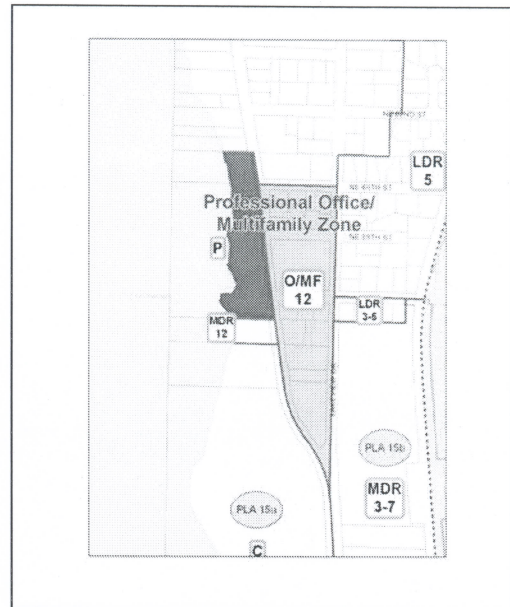 LDR
5
Professional Office/
Multifamily Zone
P
O/MF
12
MDR
12
LDR
3-5
PLA 15b
MDR
3-7
PLA 15a
C